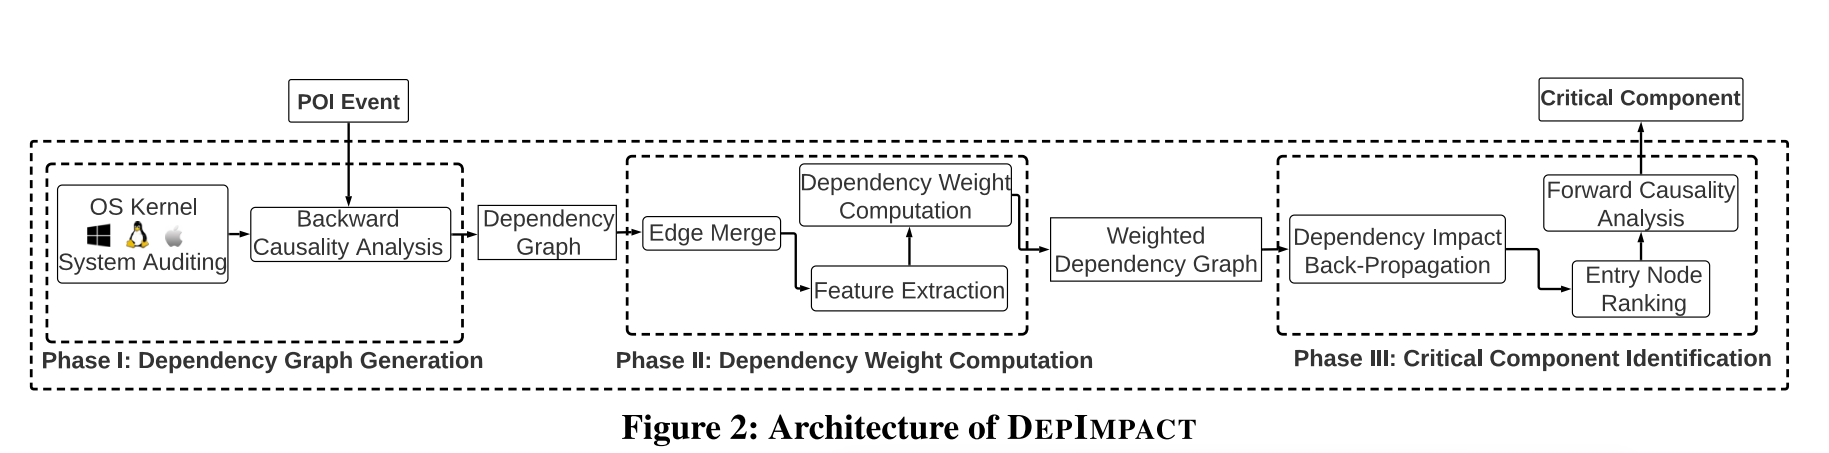 POI Event
Critical Component
OS Kernel
System Auditing
Backward
Causality Analysis
Dependency
Graph
Edge Merge
Dependency Weight
Computation
Feature Extraction
Weighted
Dependency Graph
Dependency Impact
Back-Propagation
Forward Causality
Analysis
Entry Node
Ranking
Phase I: Dependency Graph Generation
Phase II: Dependency Weight Computation
Phase III: Critical Component Identification
Figure 2: Architecture of DEPIMPACT